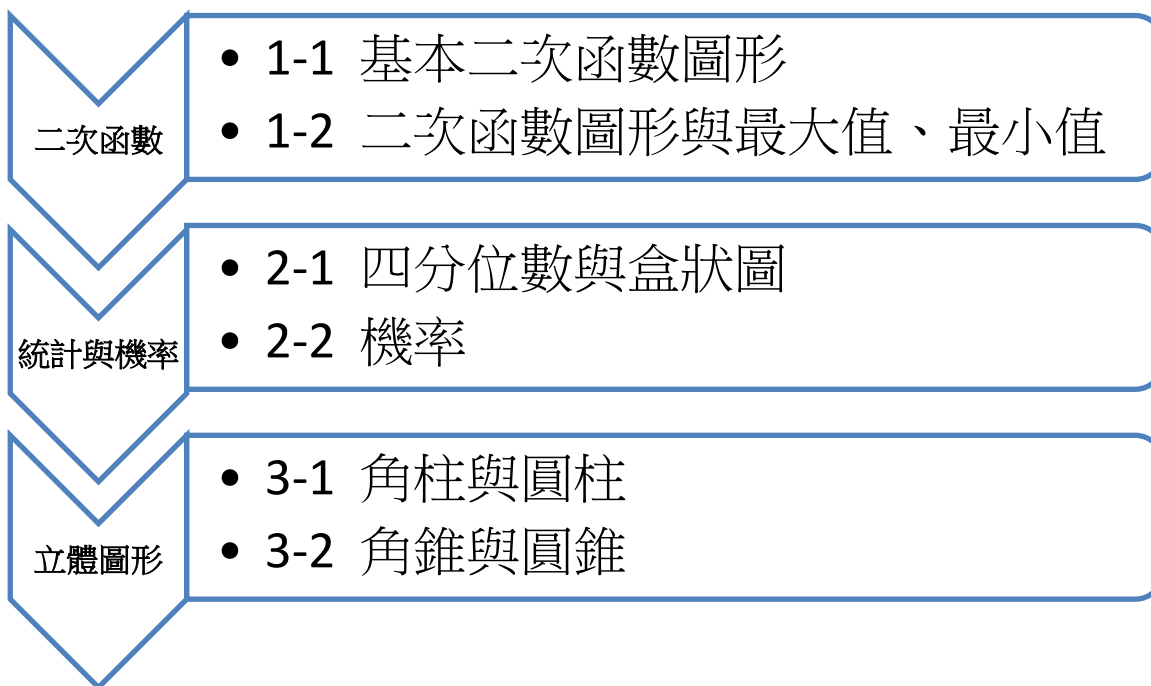 二次函數
• 1-1 基本二次函數圖形
• 1-2 二次函數圖形與最大值、最小值
統計與機率
• 2-1 四分位數與盒狀圖
• 2-2 機率
立體圖形
• 3-1 角柱與圓柱
• 3-2 角錐與圓錐